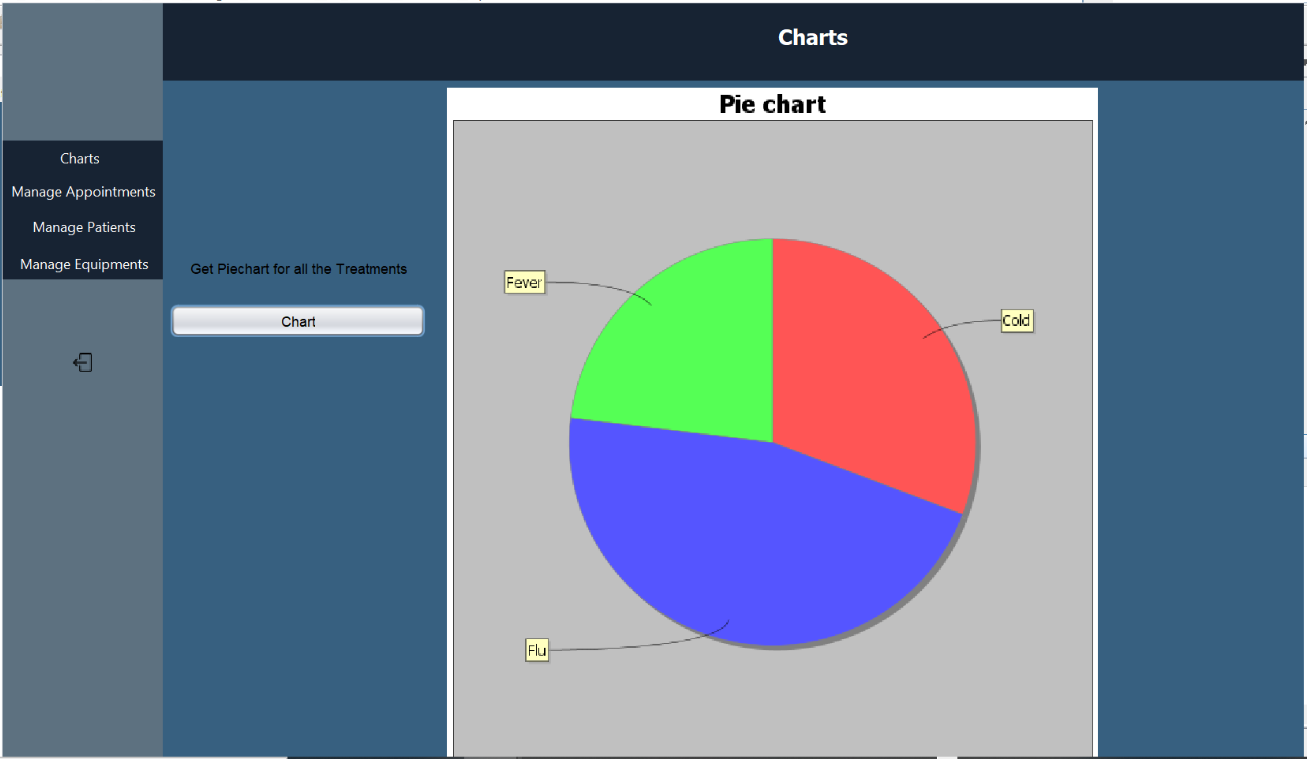 Charts
Pie chart
Charts
Manage Appointments
Manage Patients
Manage Equipments
Get Piechart for all the Treatments
Chart
Fever
Cold
Flu